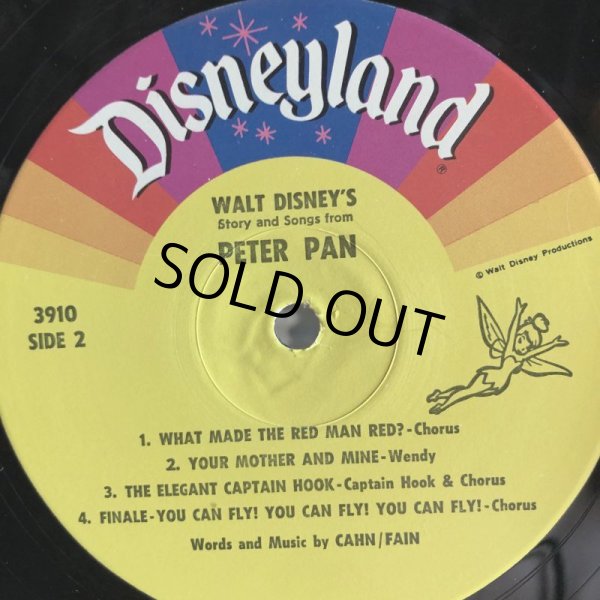 Disneyland®
WALT DISNEY'S
Story and Songs from
PETER PAN
© Walt Disney Productions
3910
SIDE 2
SOLD OUT
1. WHAT MADE THE RED MAN RED?-Chorus
2. YOUR MOTHER AND MINE-Wendy
3. THE ELEGANT CAPTAIN HOOK-Captain Hook & Chorus
4. FINALE-YOU CAN FLY! YOU CAN FLY! YOU CAN FLY!-Chorus
Words and Music by CAHN/FAIN